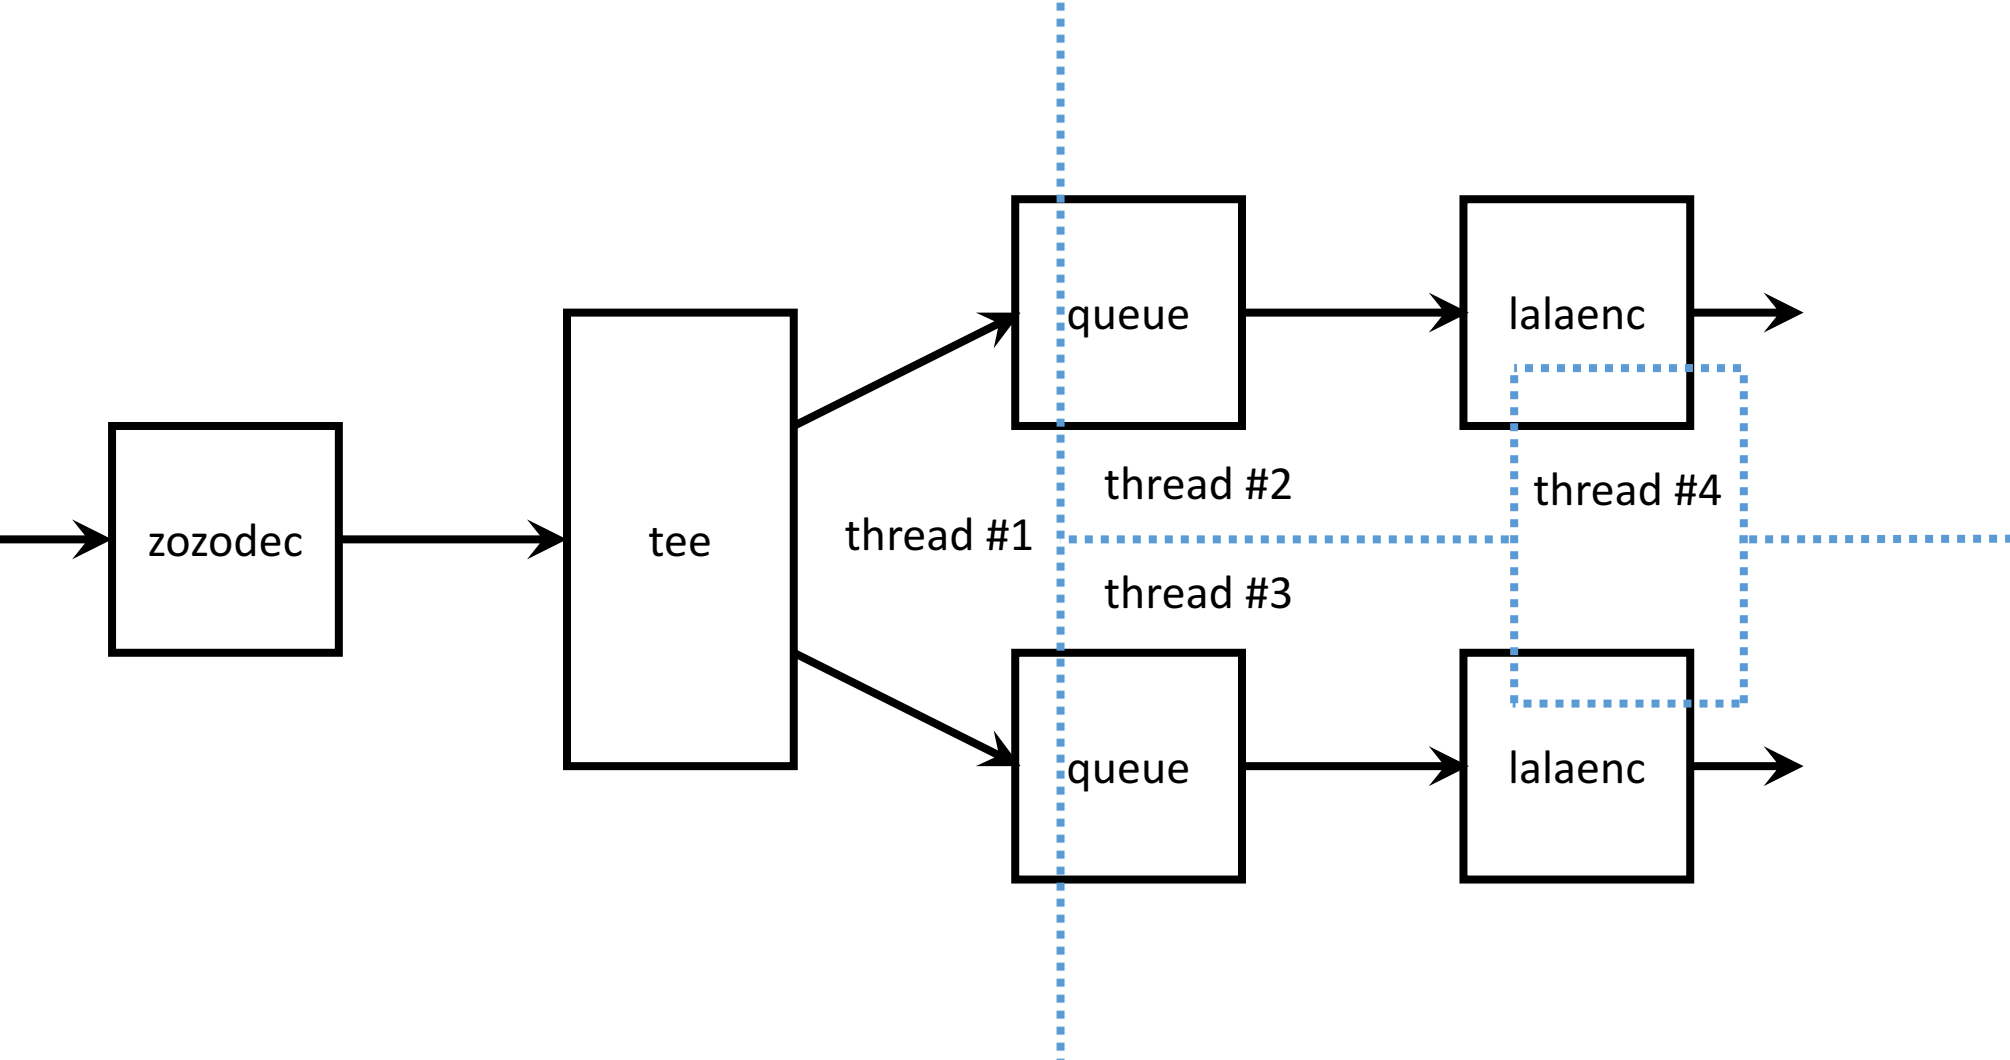 zozodec
tee
thread #1
queue
lalaenc
thread #2
thread #4
thread #3
queue
lalaenc